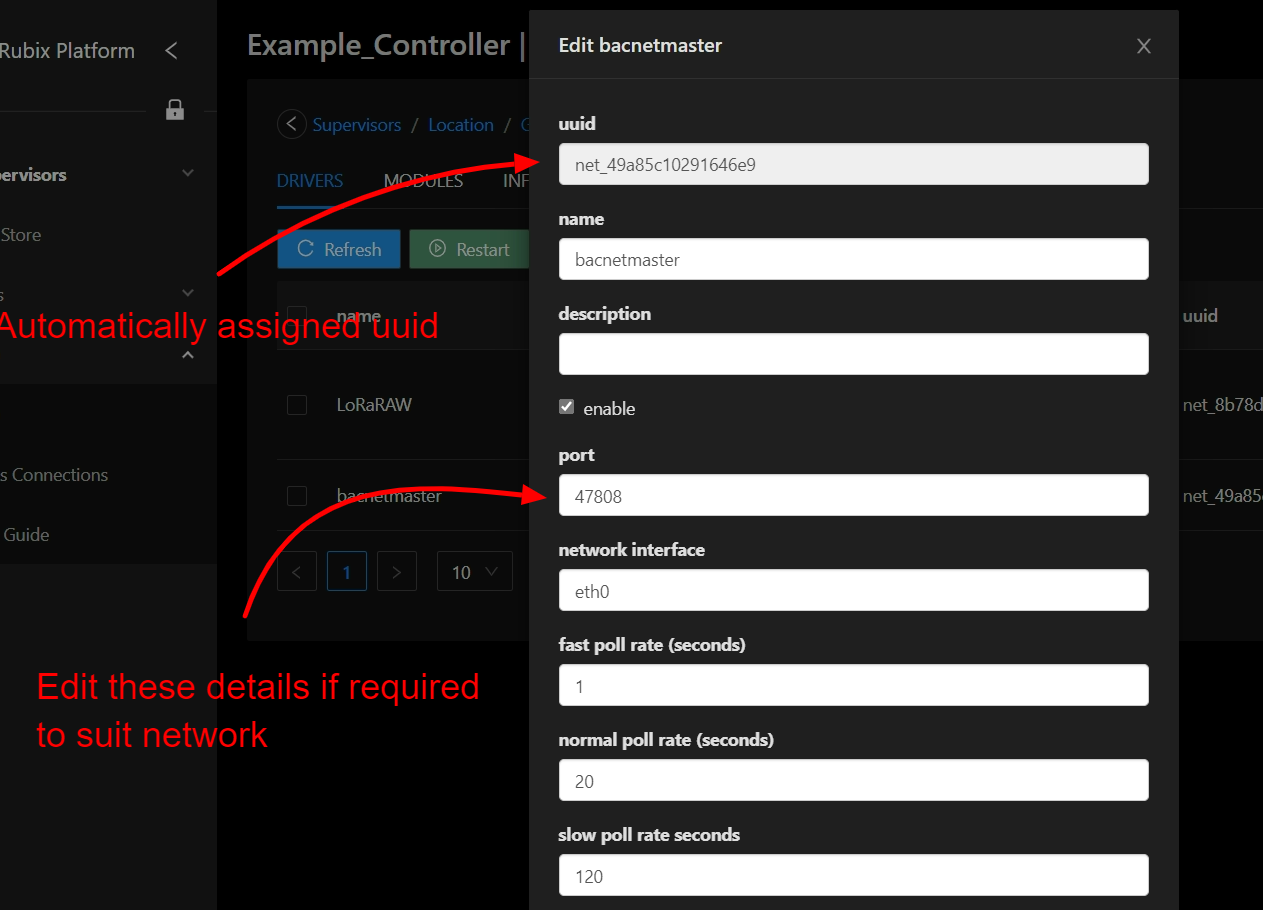 Rubix Platform
Example_Controller |
Supervisors / Location /
DRIVERS
MODULES
Refresh
Restart
Store
Automatically assigned uuid
name
uuid
LoRaRAW
net_8b78d
bacnetmaster
net_49a85
s Connections
Guide
1
10
Edit these details if required
to suit network
Edit bacnetmaster
uuid
net_49a85c10291646e9
name
bacnetmaster
description
enable
port
47808
network interface
eth0
fast poll rate (seconds)
1
normal poll rate (seconds)
20
slow poll rate seconds
120